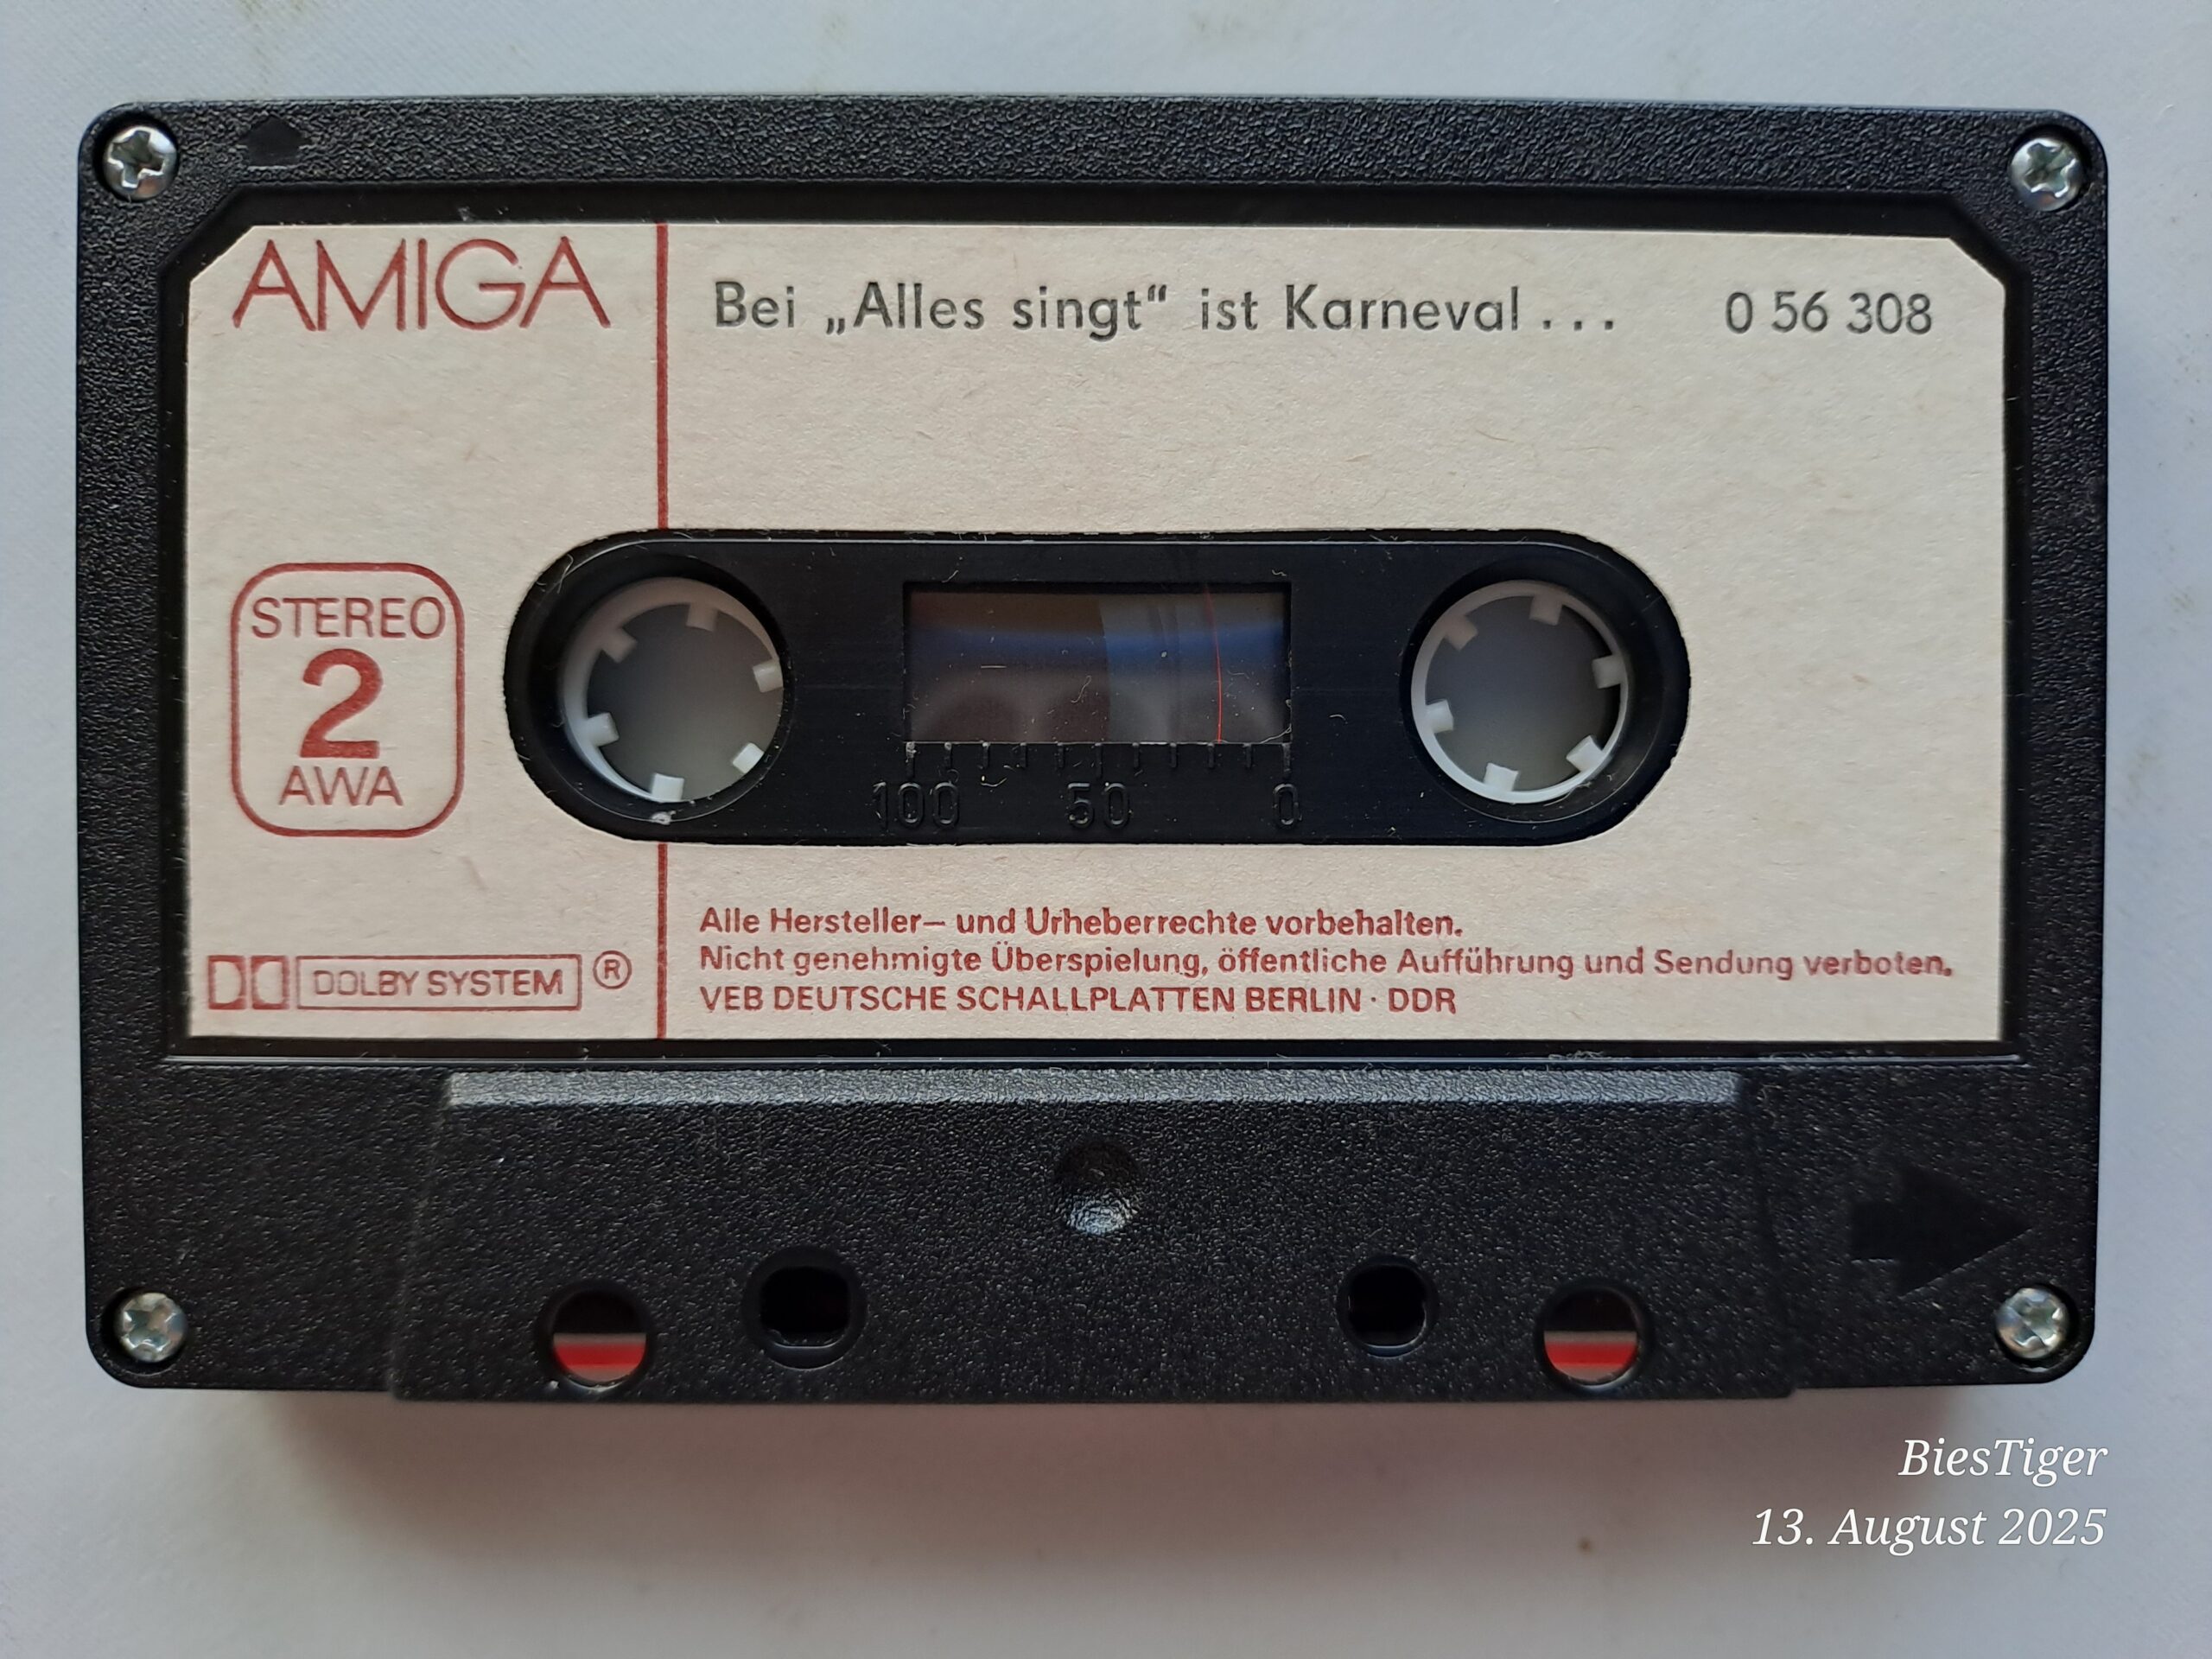 AMIGA
Bei „Alles singt“ ist Karneval . . . 0 56 308
STEREO
2
AWA
100 50 0
DOLBY SYSTEM ®
Alle Hersteller– und Urheberrechte vorbehalten.
Nicht genehmigte Überspielung, öffentliche Aufführung und Sendung verboten.
VEB DEUTSCHE SCHALLPLATTEN BERLIN · DDR
BiesTiger
13. August 2025